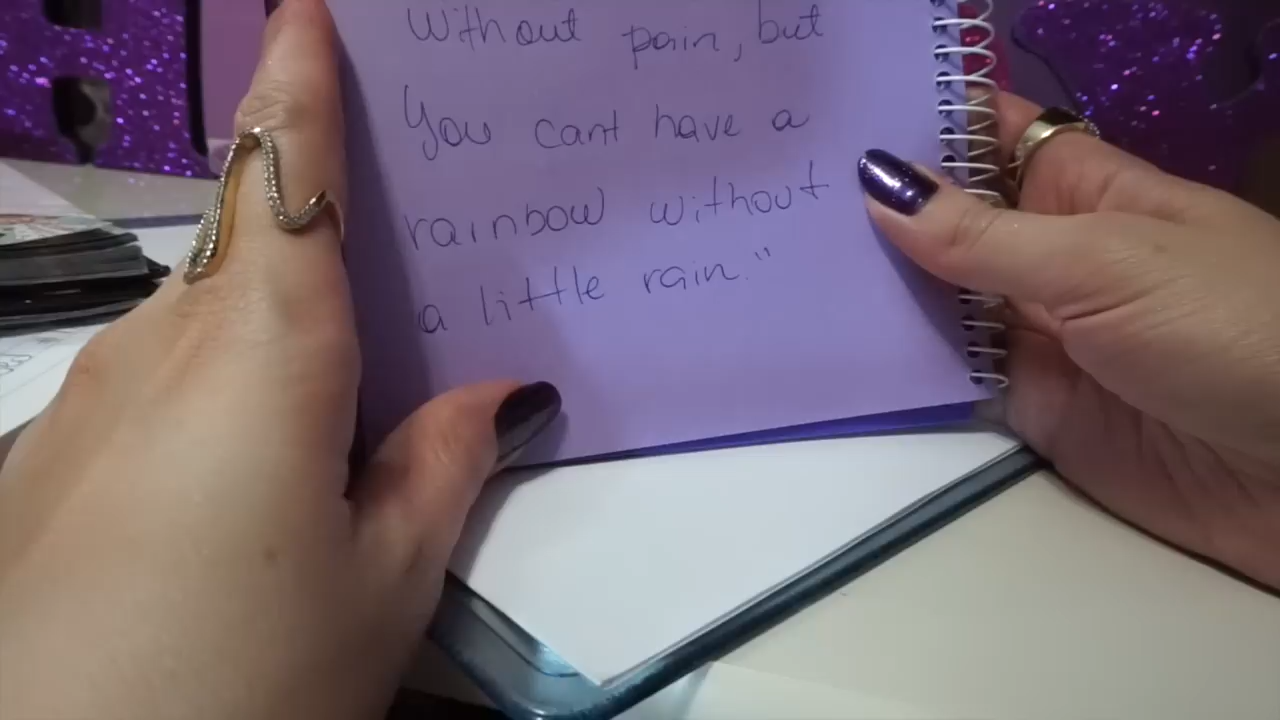 Without pain, but
You cant have a
rainbow without
a little rain."